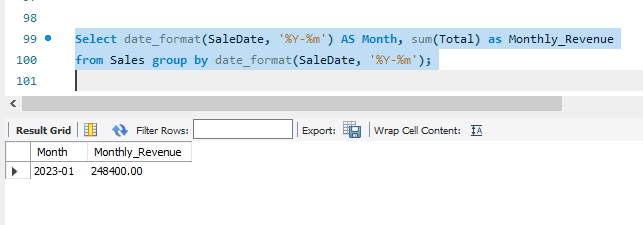 98
99 Select date_format(SaleDate, '%Y-%m') AS Month, sum(Total) as Monthly_Revenue
100 from Sales group by date_format(SaleDate, '%Y-%m');
101
Result Grid Filter Rows: Export: Wrap Cell Content:
Month Monthly_Revenue
2023-01 248400.00